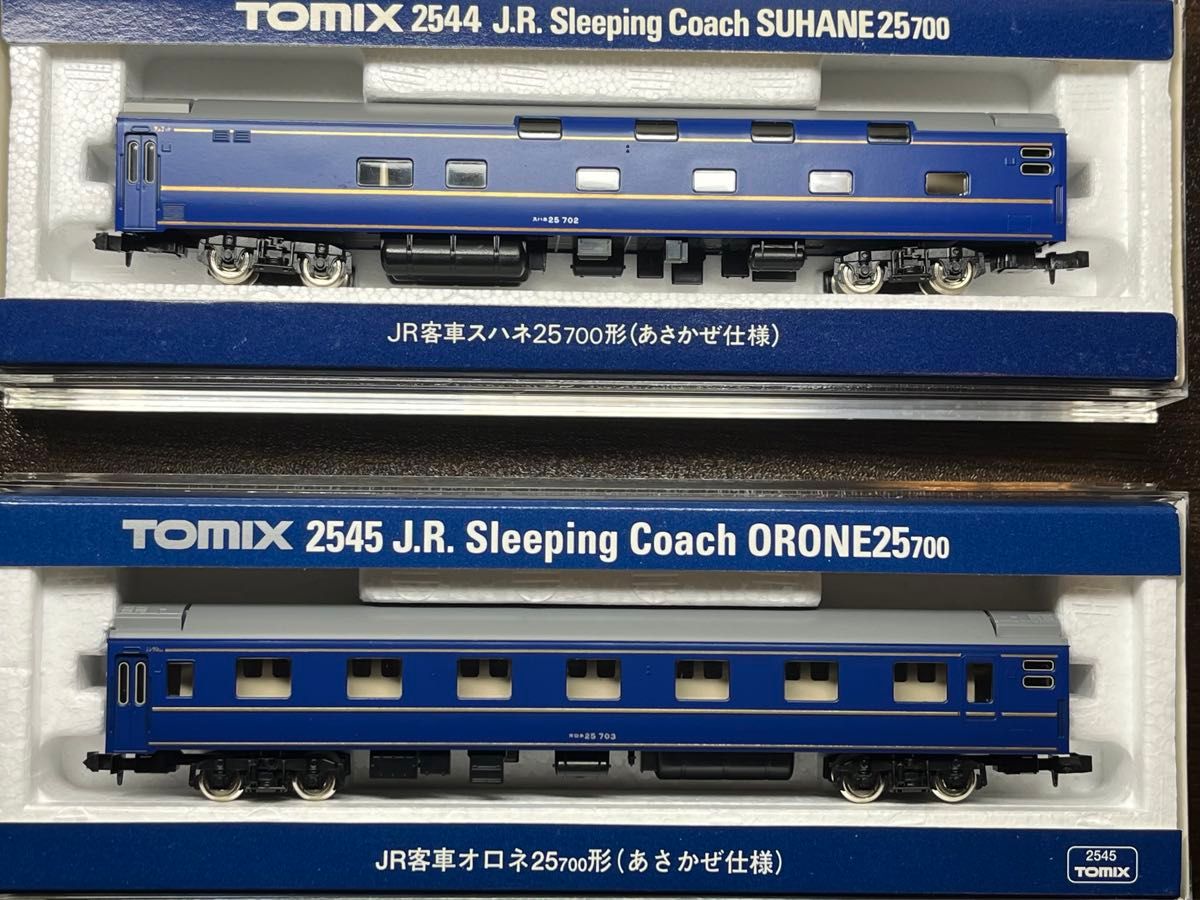 TOMIX 2544 J.R. Sleeping Coach SUHANE25700
スハネ25 702
JR客車スハネ25700形(あさかぜ仕様)
TOMIX 2545 J.R. Sleeping Coach ORONE25700
オロネ25 703
JR客車オロネ25700形(あさかぜ仕様)
2545
TOMIX